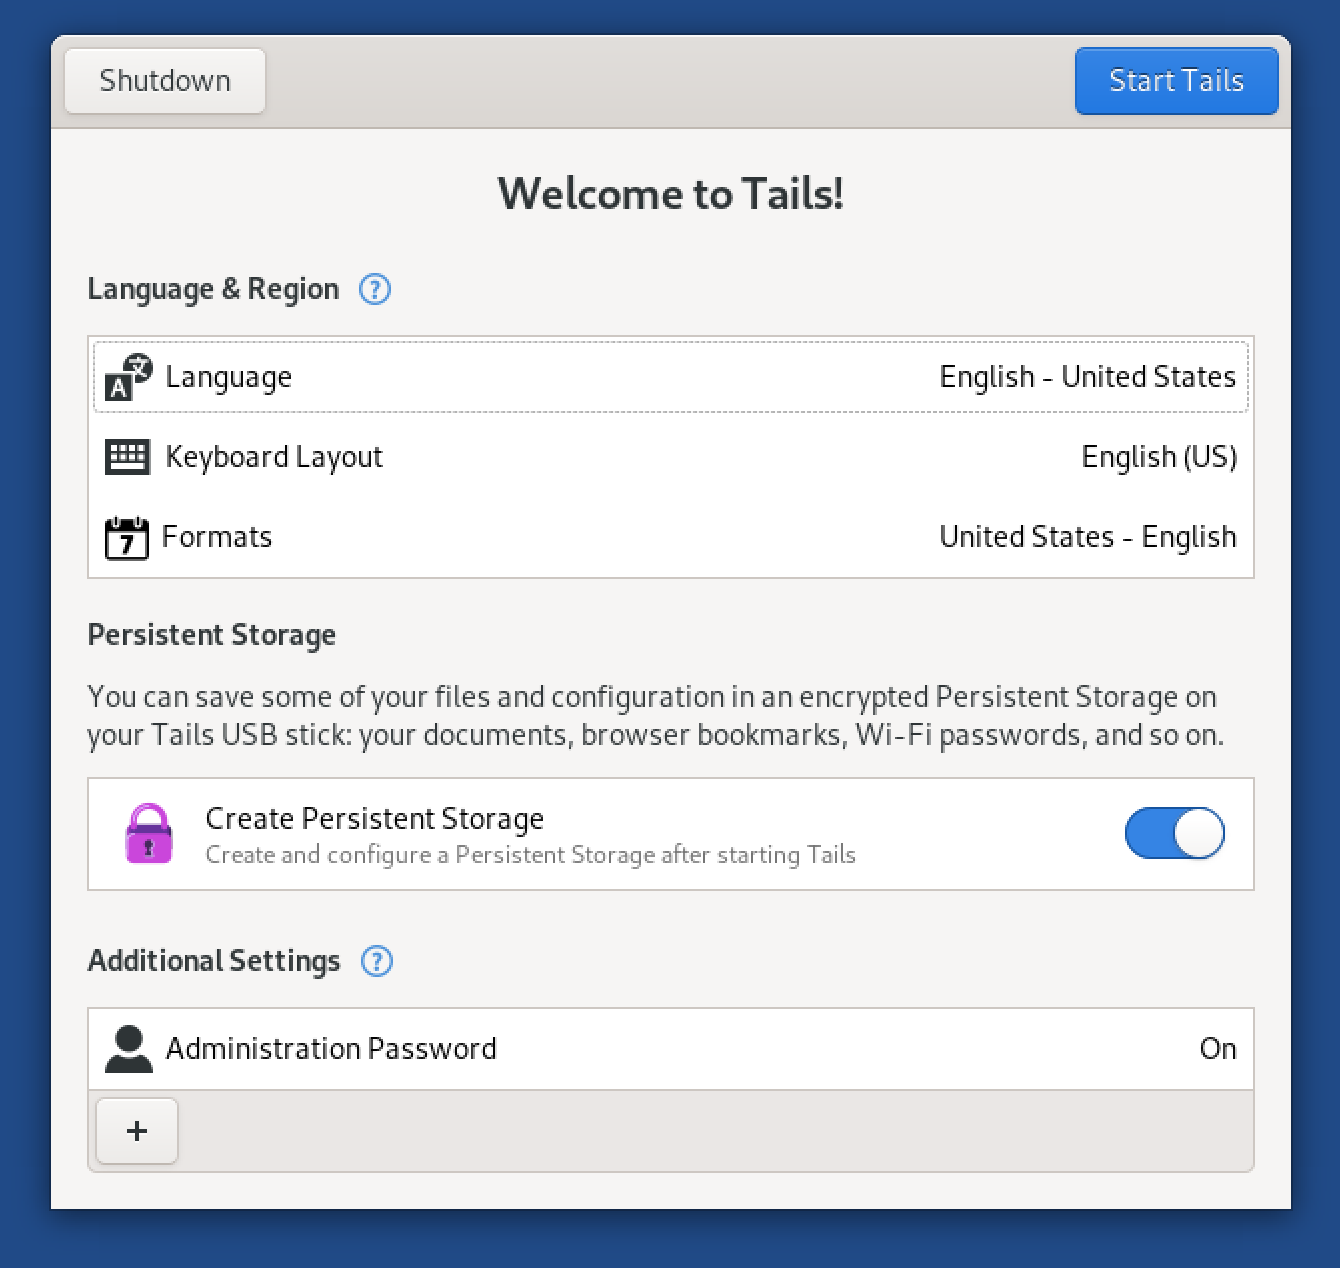 Shutdown
Start Tails
Welcome to Tails!
Language & Region ?
Language
English - United States
Keyboard Layout
English (US)
7
Formats
United States - English
Persistent Storage
You can save some of your files and configuration in an encrypted Persistent Storage on
your Tails USB stick: your documents, browser bookmarks, Wi-Fi passwords, and so on.
Create Persistent Storage
Create and configure a Persistent Storage after starting Tails
Additional Settings ?
Administration Password
On
+